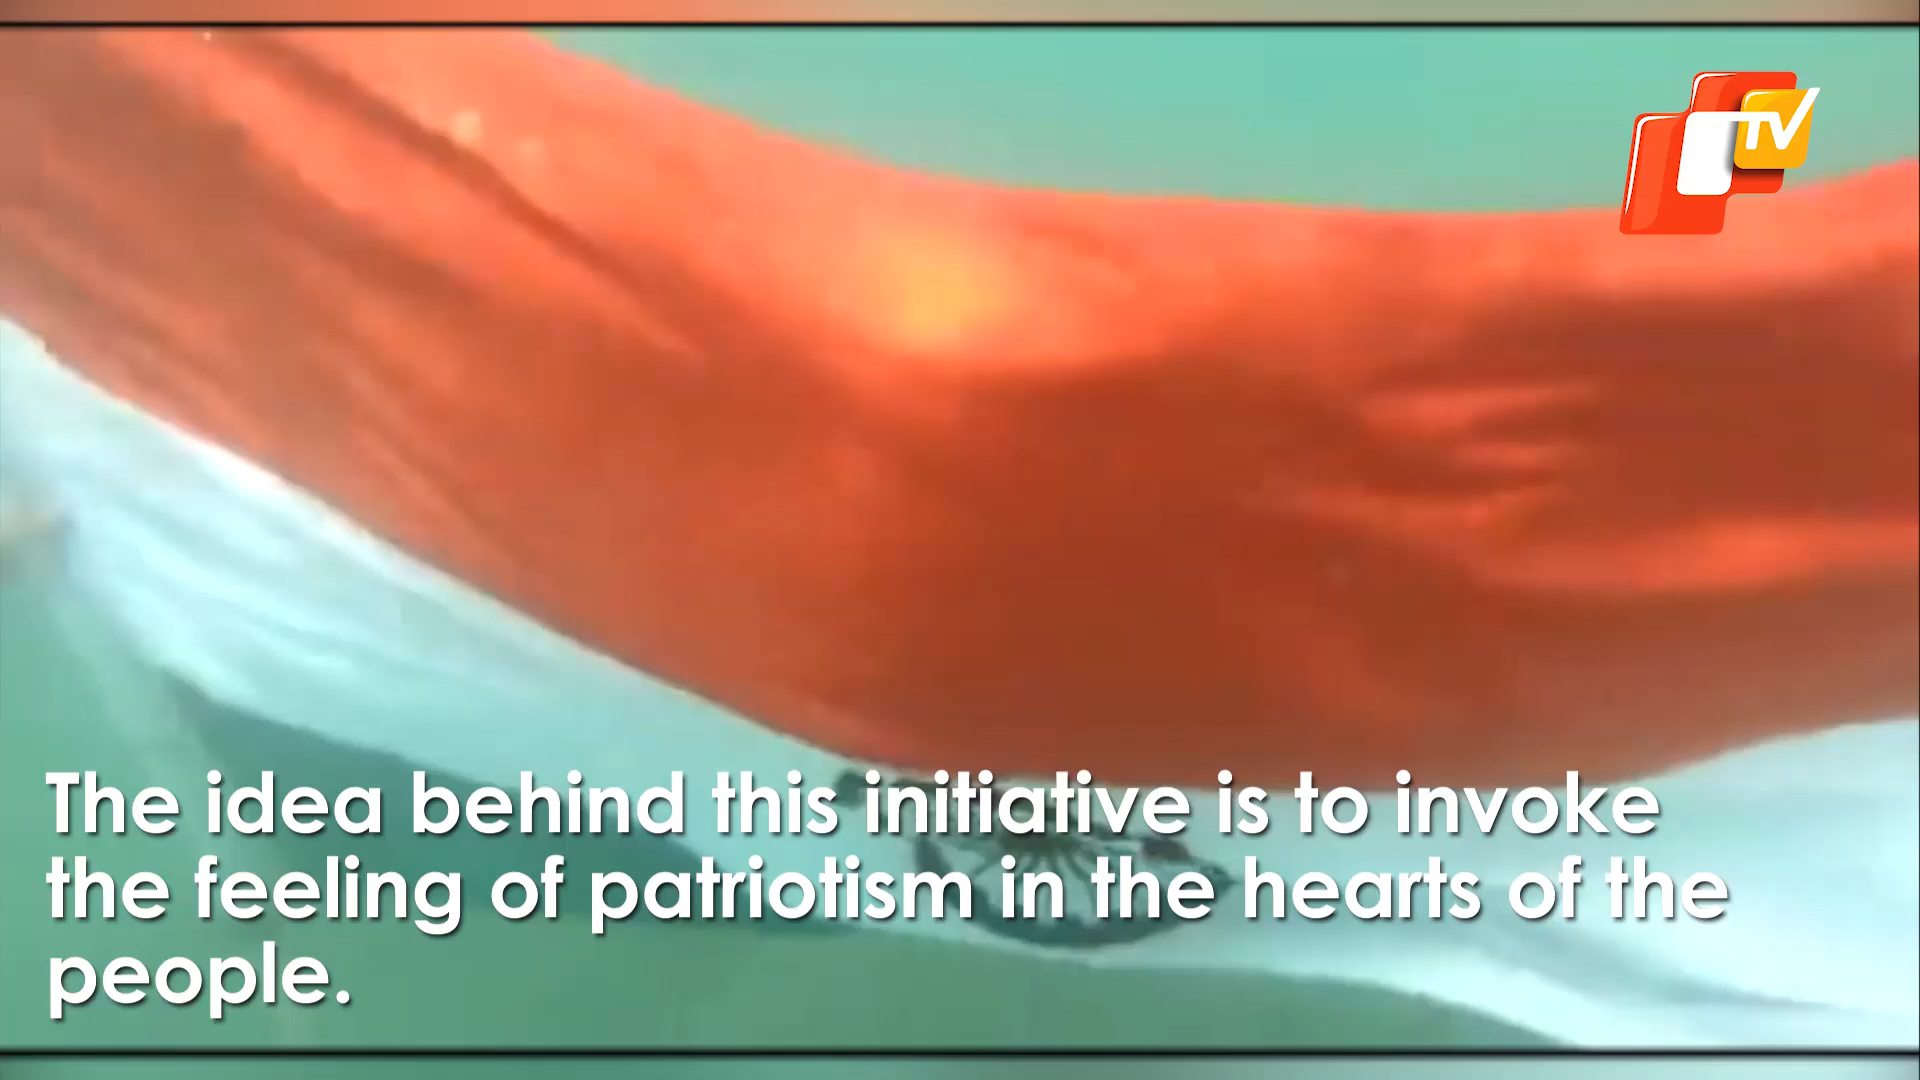 TV
The idea behind this initiative is to invoke
the feeling of patriotism in the hearts of the
people.